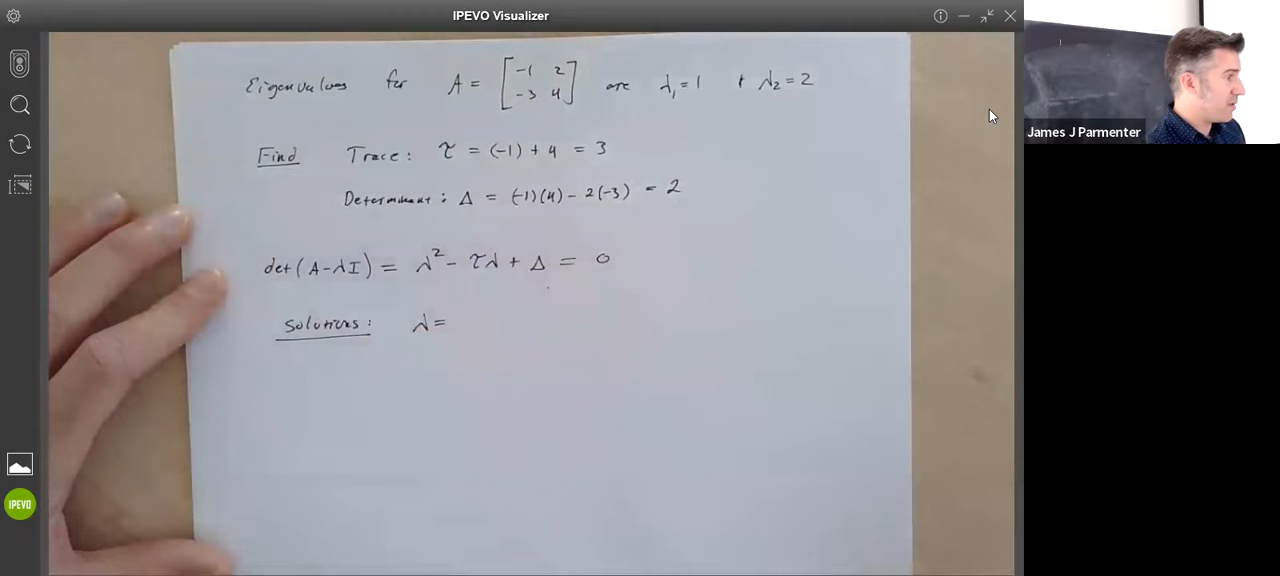 IPEVO Visualizer
Eigenvalues for A = [-1 2; -3 4] are λ₁=1 + λ₂=2
Find Trace: τ = (-1) + 4 = 3
Determinant: Δ = (-1)(4) - 2(-3) = 2
det(A-λI) = λ² - τλ + Δ = 0
Solutions: λ=
James J Parmenter
IPEVO